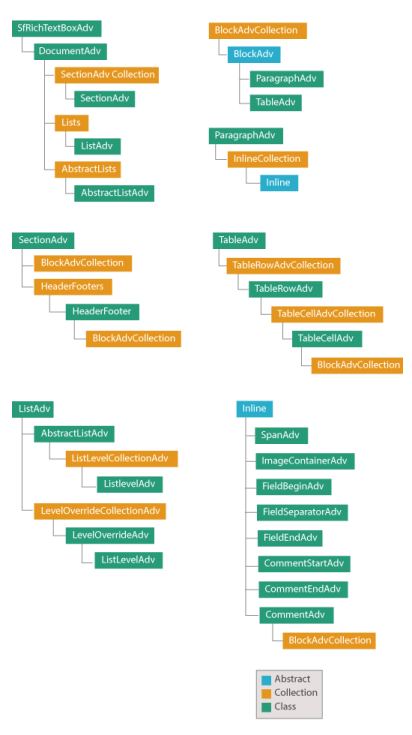 SfRichTextBoxAdv
DocumentAdv
SectionAdv Collection
SectionAdv
Lists
ListAdv
AbstractLists
AbstractListAdv
BlockAdvCollection
BlockAdv
ParagraphAdv
TableAdv
ParagraphAdv
InlineCollection
Inline
SectionAdv
BlockAdvCollection
HeaderFooters
HeaderFooter
BlockAdvCollection
TableAdv
TableRowAdvCollection
TableRowAdv
TableCellAdvCollection
TableCellAdv
BlockAdvCollection
ListAdv
AbstractListAdv
ListLevelCollectionAdv
ListlevelAdv
LevelOverrideCollectionAdv
LevelOverrideAdv
ListLevelAdv
Inline
SpanAdv
ImageContainerAdv
FieldBeginAdv
FieldSeparatorAdv
FieldEndAdv
CommentStartAdv
CommentEndAdv
CommentAdv
BlockAdvCollection
Abstract
Collection
Class